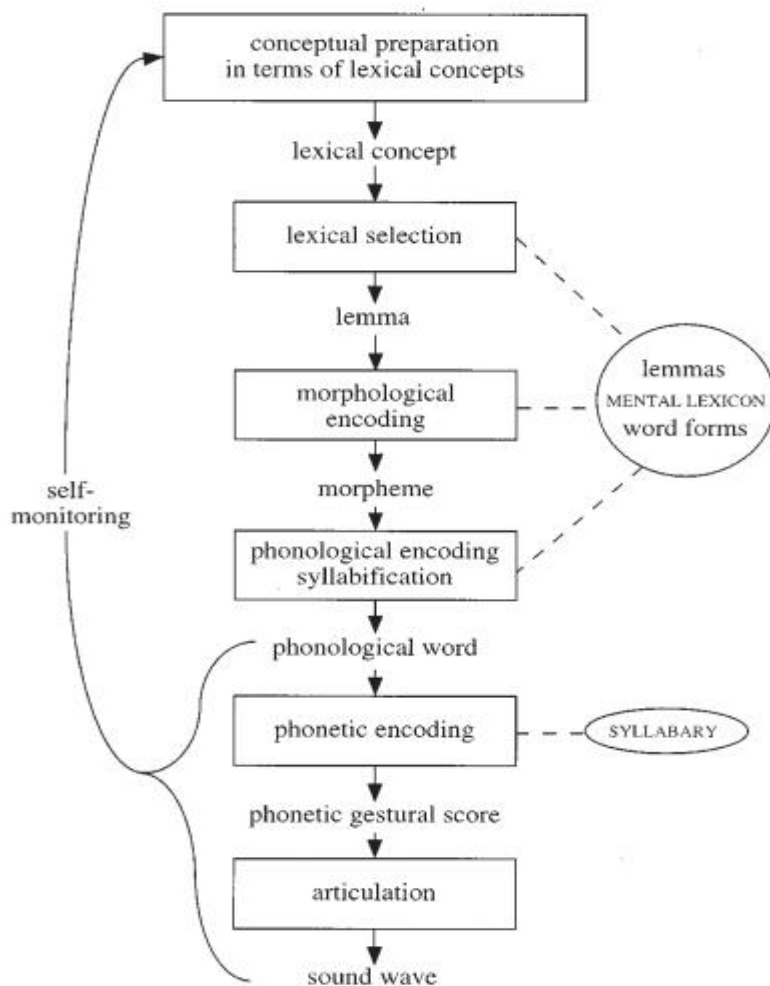 conceptual preparation
in terms of lexical concepts
lexical concept
lexical selection
lemma
lemmas
MENTAL LEXICON
word forms
morphological
encoding
morpheme
self-
monitoring
phonological encoding
syllabification
phonological word
phonetic encoding
SYLLABARY
phonetic gestural score
articulation
sound wave